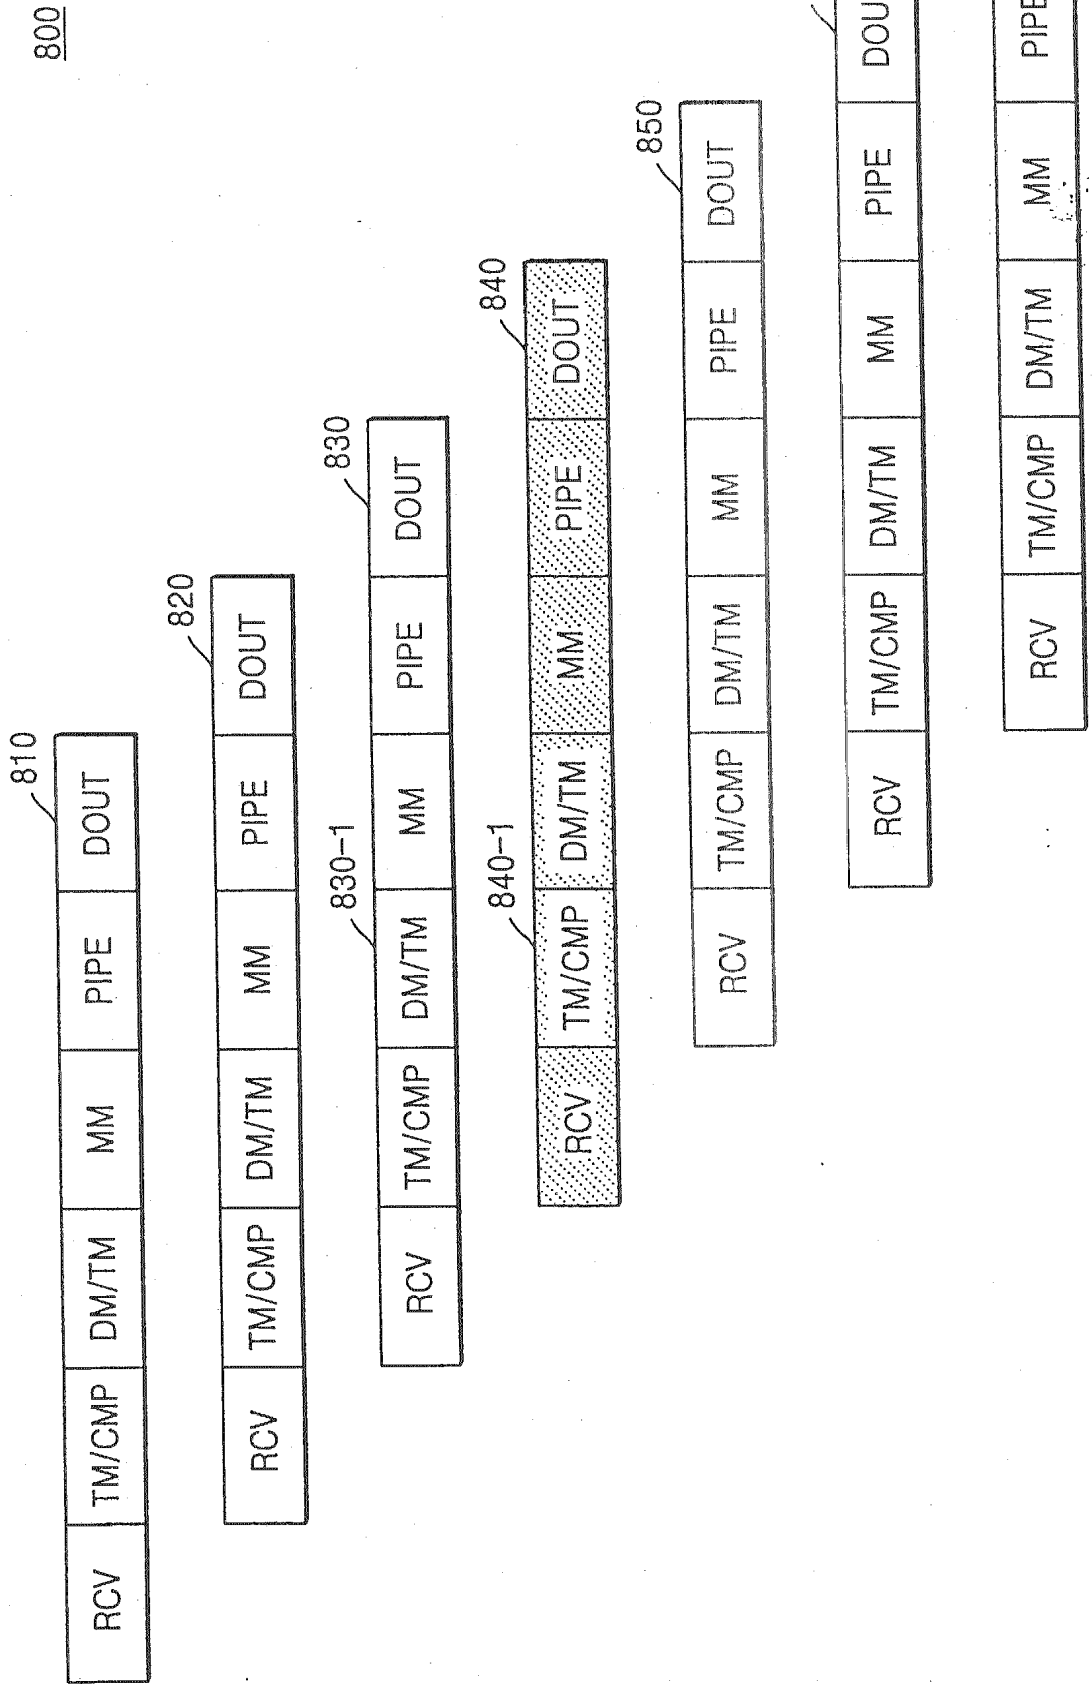 800
810
RCV TM/CMP DM/TM MM PIPE DOUT
820
RCV TM/CMP DM/TM MM PIPE DOUT
830-1 830
RCV TM/CMP DM/TM MM PIPE DOUT
840-1 840
RCV TM/CMP DM/TM MM PIPE DOUT
850
RCV TM/CMP DM/TM MM PIPE DOUT
RCV TM/CMP DM/TM MM PIPE DOU
RCV TM/CMP DM/TM MM PIPE